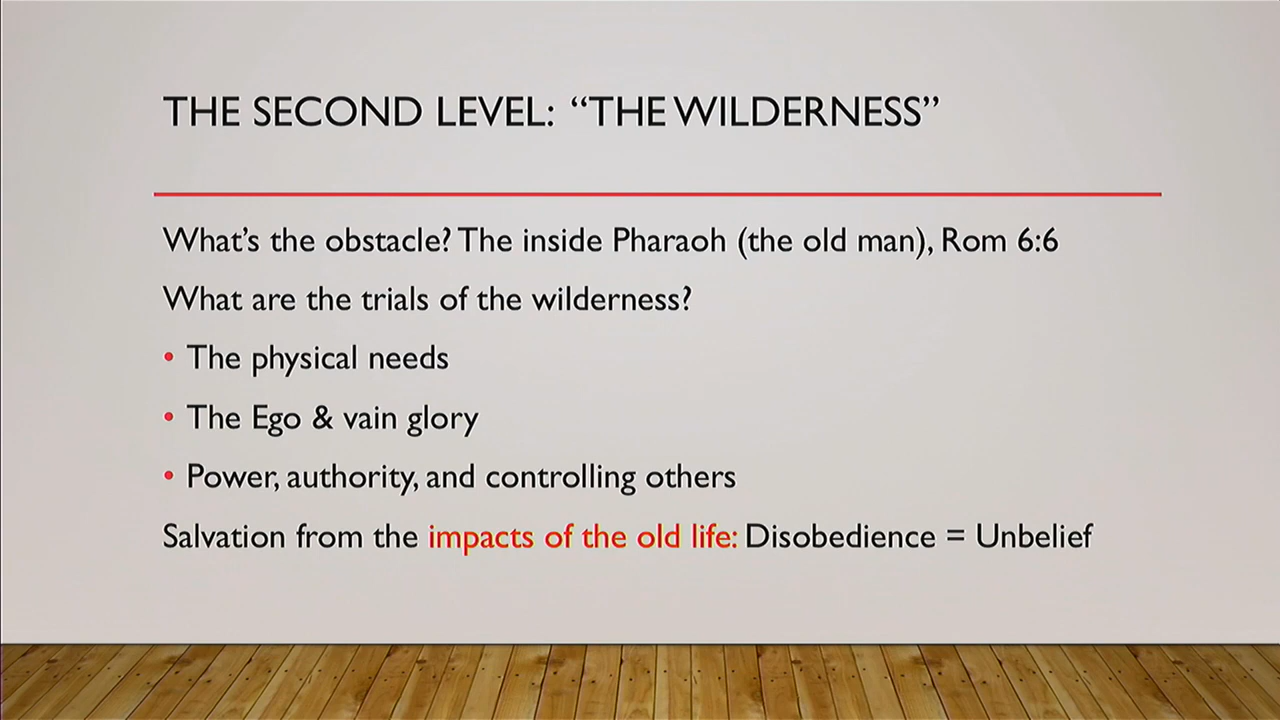 THE SECOND LEVEL: “THE WILDERNESS”
What’s the obstacle? The inside Pharaoh (the old man), Rom 6:6
What are the trials of the wilderness?
• The physical needs
• The Ego & vain glory
• Power, authority, and controlling others
Salvation from the impacts of the old life: Disobedience = Unbelief